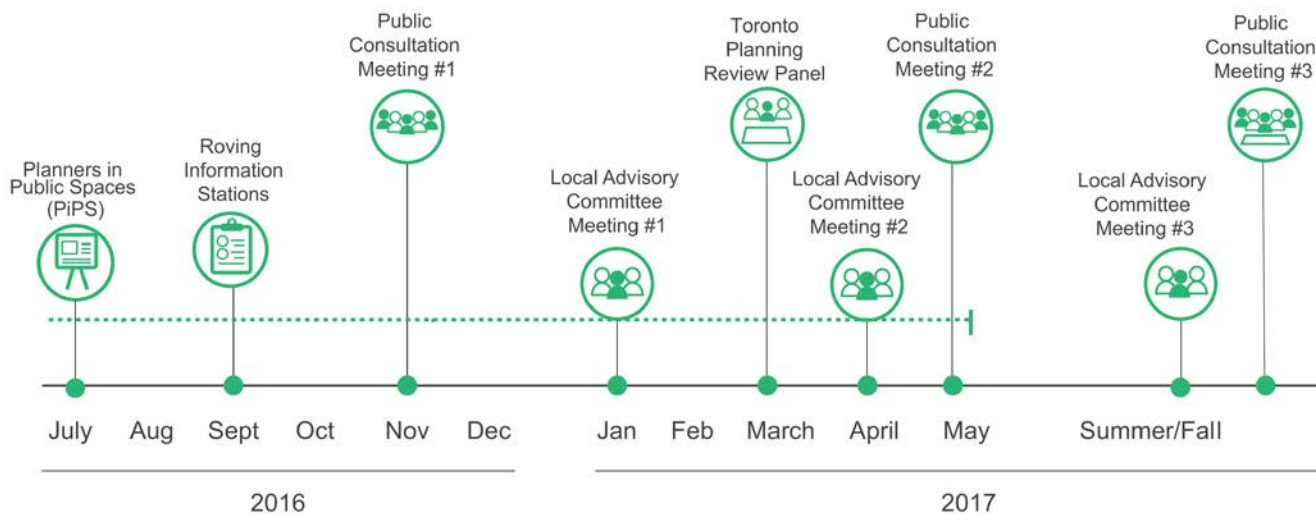 Planners in
Public Spaces
(PiPS)
Roving
Information
Stations
Public
Consultation
Meeting #1
Local Advisory
Committee
Meeting #1
Toronto
Planning
Review Panel
Local Advisory
Committee
Meeting #2
Public
Consultation
Meeting #2
Local Advisory
Committee
Meeting #3
Public
Consultation
Meeting #3
July Aug Sept Oct Nov Dec Jan Feb March April May Summer/Fall
2016 2017